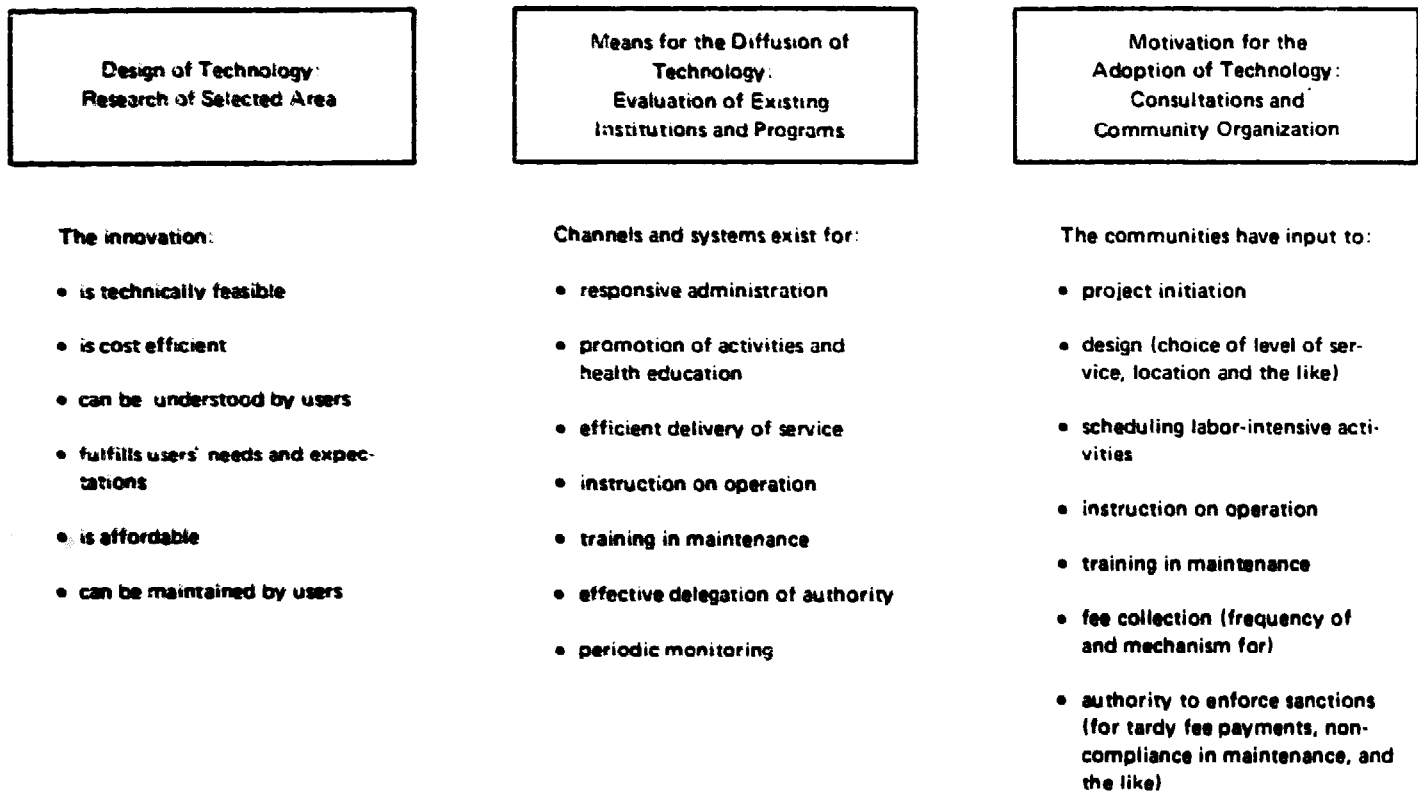 Design of Technology:
Research of Selected Area
Means for the Diffusion of
Technology:
Evaluation of Existing
Institutions and Programs
Motivation for the
Adoption of Technology:
Consultations and
Community Organization
The innovation:
• is technically feasible
• is cost efficient
• can be understood by users
• fulfills users' needs and expec-
tations
• is affordable
• can be maintained by users
Channels and systems exist for:
• responsive administration
• promotion of activities and
health education
• efficient delivery of service
• instruction on operation
• training in maintenance
• effective delegation of authority
• periodic monitoring
The communities have input to:
• project initiation
• design (choice of level of ser-
vice, location and the like)
• scheduling labor-intensive acti-
vities
• instruction on operation
• training in maintenance
• fee collection (frequency of
and mechanism for)
• authority to enforce sanctions
(for tardy fee payments, non-
compliance in maintenance, and
the like)